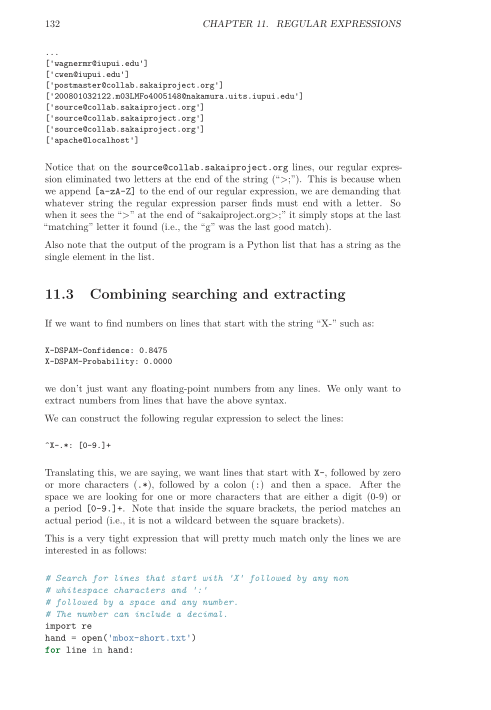 132 CHAPTER 11. REGULAR EXPRESSIONS
...
['wagnermr@iupui.edu']
['cwen@iupui.edu']
['postmaster@collab.sakaiproject.org']
['200801032122.m03LMFo4005148@nakamura.uits.iupui.edu']
['source@collab.sakaiproject.org']
['source@collab.sakaiproject.org']
['source@collab.sakaiproject.org']
['apache@localhost']
Notice that on the source@collab.sakaiproject.org lines, our regular expres-
sion eliminated two letters at the end of the string (“>;”). This is because when
we append [a-zA-Z] to the end of our regular expression, we are demanding that
whatever string the regular expression parser finds must end with a letter. So
when it sees the “>” at the end of “sakaiproject.org>;” it simply stops at the last
“matching” letter it found (i.e., the “g” was the last good match).
Also note that the output of the program is a Python list that has a string as the
single element in the list.
11.3 Combining searching and extracting
If we want to find numbers on lines that start with the string “X-” such as:
X-DSPAM-Confidence: 0.8475
X-DSPAM-Probability: 0.0000
we don’t just want any floating-point numbers from any lines. We only want to
extract numbers from lines that have the above syntax.
We can construct the following regular expression to select the lines:
^X-.*: [0-9.]+
Translating this, we are saying, we want lines that start with X-, followed by zero
or more characters (.*), followed by a colon (:) and then a space. After the
space we are looking for one or more characters that are either a digit (0-9) or
a period [0-9.]+. Note that inside the square brackets, the period matches an
actual period (i.e., it is not a wildcard between the square brackets).
This is a very tight expression that will pretty much match only the lines we are
interested in as follows:
# Search for lines that start with 'X' followed by any non
# whitespace characters and ':'
# followed by a space and any number.
# The number can include a decimal.
import re
hand = open('mbox-short.txt')
for line in hand: